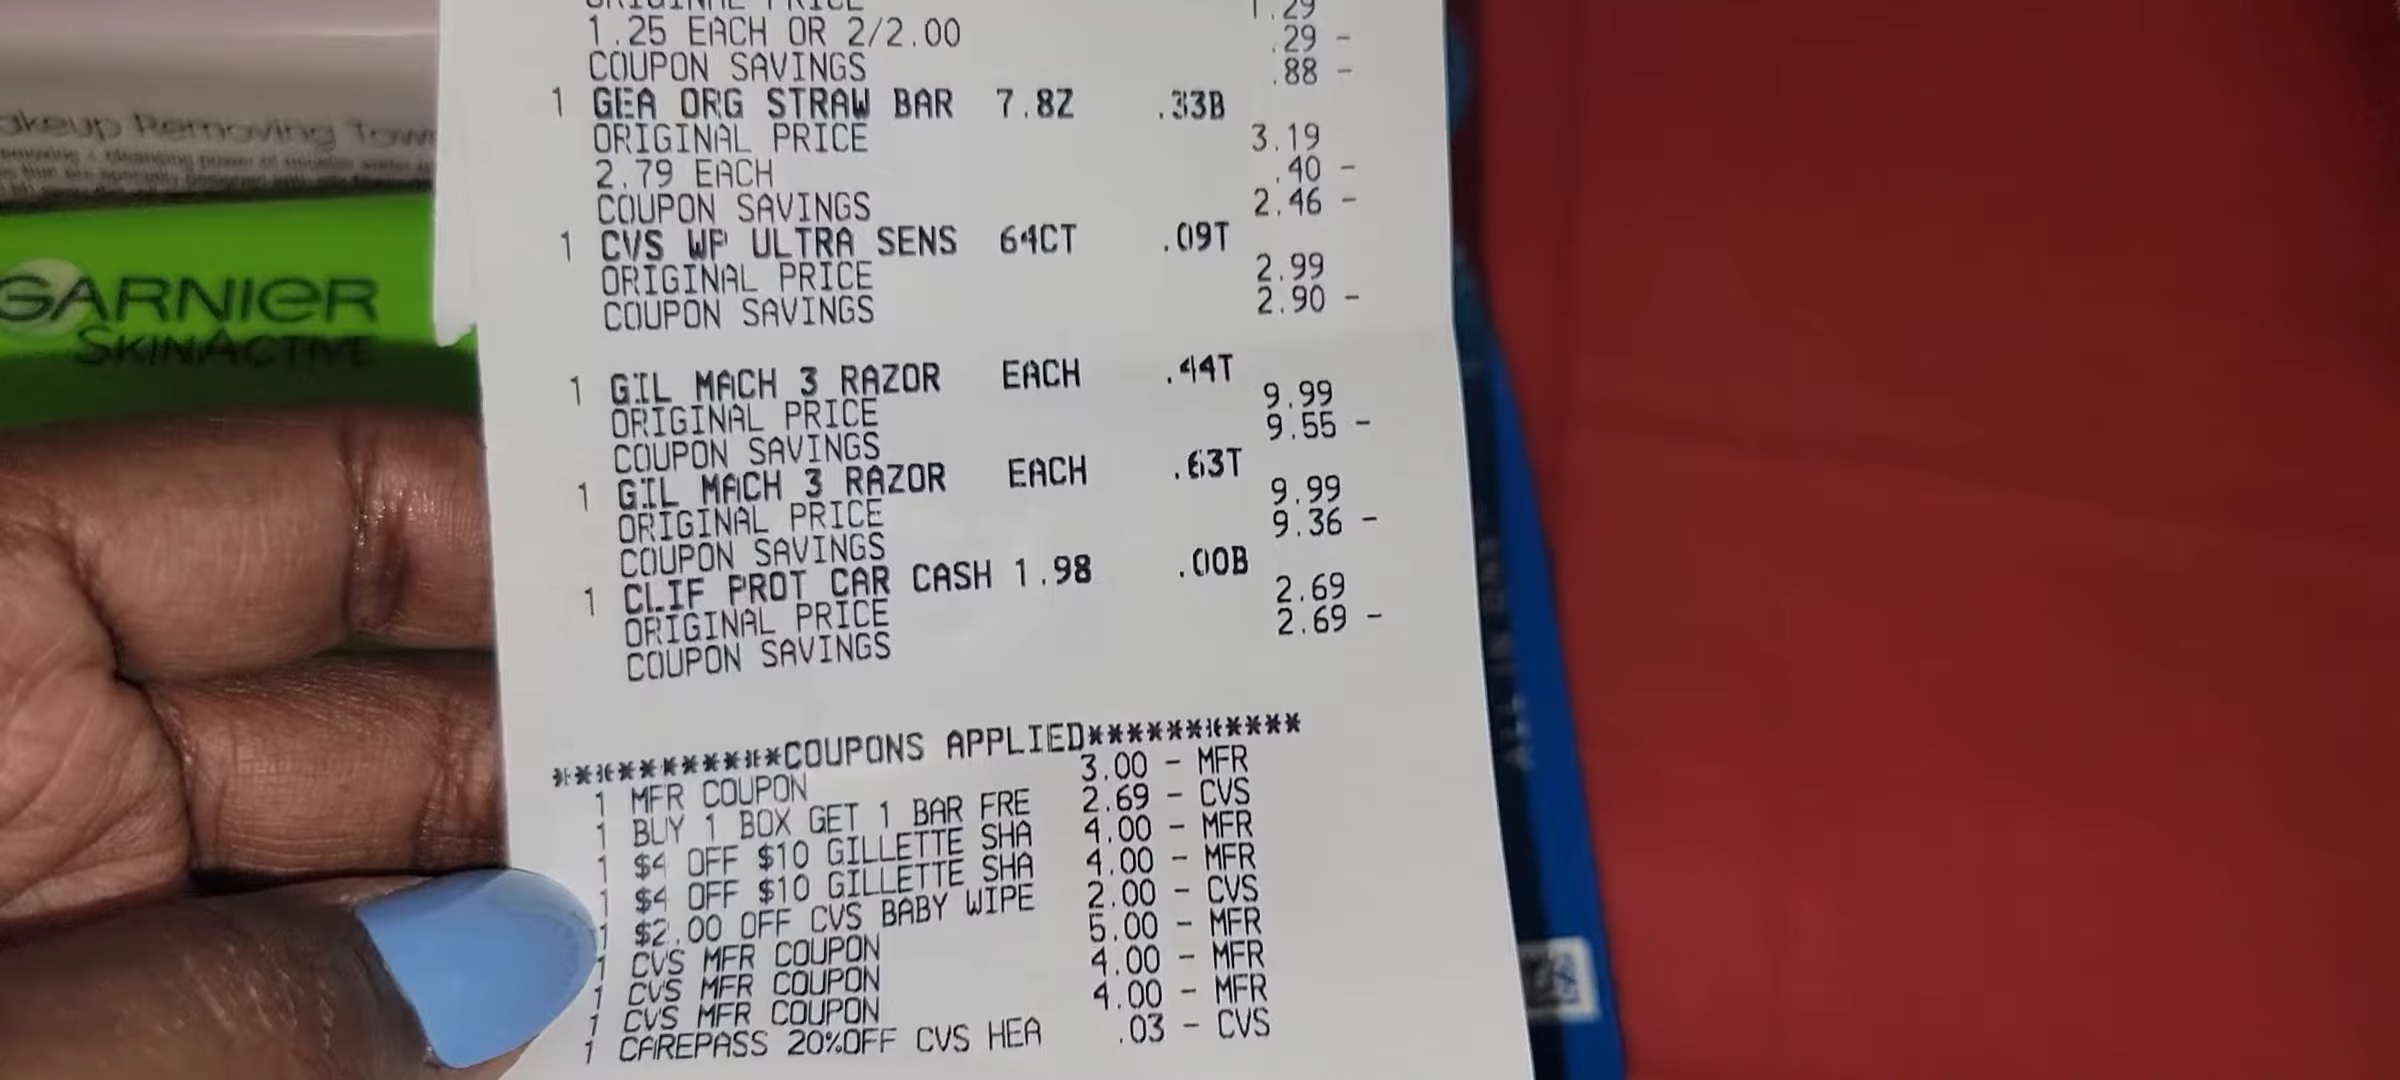 ORIGINAL PRICE 1.29
1.25 EACH OR 2/2.00 .29 -
COUPON SAVINGS .88 -
1 GEA ORG STRAW BAR 7.8Z .33B
ORIGINAL PRICE 3.19
2.79 EACH .40 -
COUPON SAVINGS 2.46 -
1 CVS WP ULTRA SENS 64CT .09T
ORIGINAL PRICE 2.99
COUPON SAVINGS 2.90 -
1 GIL MACH 3 RAZOR EACH .44T
ORIGINAL PRICE 9.99
COUPON SAVINGS 9.55 -
1 GIL MACH 3 RAZOR EACH .63T
ORIGINAL PRICE 9.99
COUPON SAVINGS 9.36 -
1 CLIF PROT CAR CASH 1.98 .00B
ORIGINAL PRICE 2.69
COUPON SAVINGS 2.69 -
************COUPONS APPLIED***********
1 MFR COUPON 3.00 - MFR
1 BUY 1 BOX GET 1 BAR FRE 2.69 - CVS
1 $4 OFF $10 GILLETTE SHA 4.00 - MFR
1 $4 OFF $10 GILLETTE SHA 4.00 - MFR
1 $2.00 OFF CVS BABY WIPE 2.00 - CVS
1 CVS MFR COUPON 5.00 - MFR
1 CVS MFR COUPON 4.00 - MFR
1 CVS MFR COUPON 4.00 - MFR
1 CAREPASS 20%OFF CVS HEA .03 - CVS
akeup Removing Tow
GARNIER
SKINACTIVE